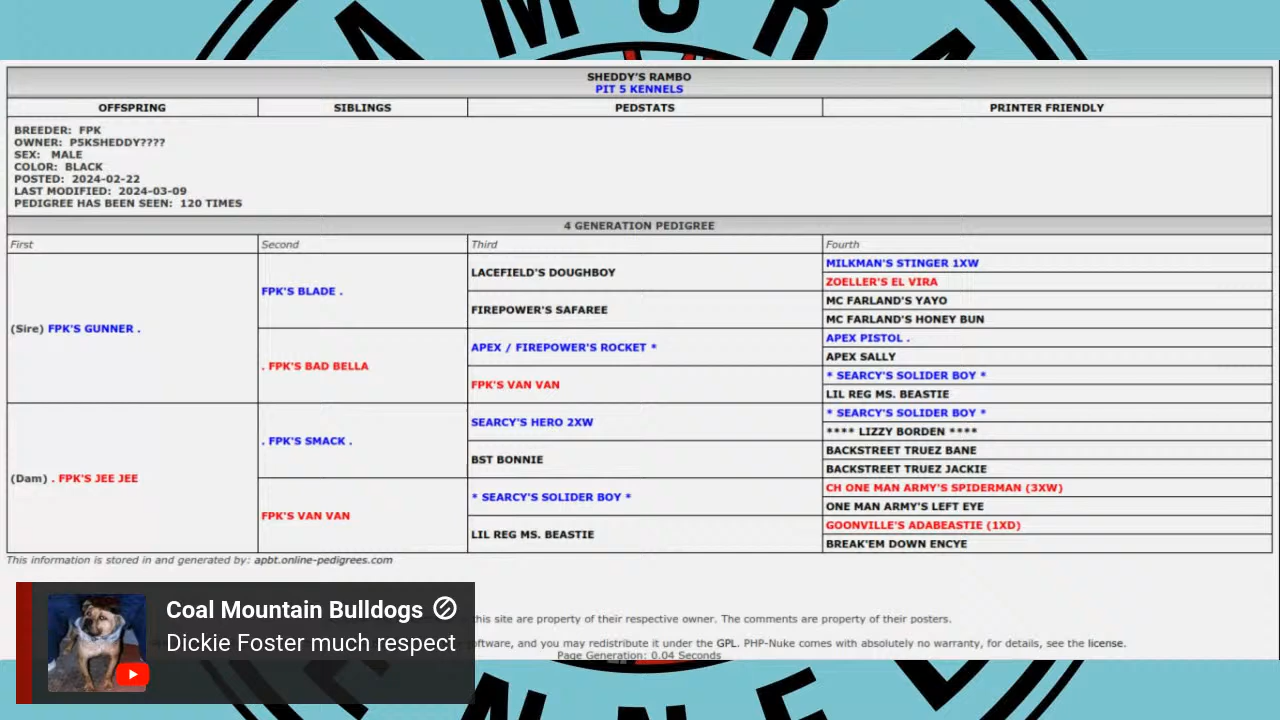 SHEDDY'S RAMBO
PIT 5 KENNELS
OFFSPRING SIBLINGS PEDSTATS PRINTER FRIENDLY
BREEDER: FPK
OWNER: P5KSHEDDY????
SEX: MALE
COLOR: BLACK
POSTED: 2024-02-22
LAST MODIFIED: 2024-03-09
PEDIGREE HAS BEEN SEEN: 120 TIMES
4 GENERATION PEDIGREE
First Second Third Fourth
(Sire) FPK'S GUNNER .
FPK'S BLADE .
LACEFIELD'S DOUGHBOY
MILKMAN'S STINGER 1XW
ZOELLER'S EL VIRA
FIREPOWER'S SAFAREE
MC FARLAND'S YAYO
MC FARLAND'S HONEY BUN
. FPK'S BAD BELLA
APEX / FIREPOWER'S ROCKET *
APEX PISTOL .
APEX SALLY
FPK'S VAN VAN
* SEARCY'S SOLIDER BOY *
LIL REG MS. BEASTIE
(Dam) . FPK'S JEE JEE
. FPK'S SMACK .
SEARCY'S HERO 2XW
* SEARCY'S SOLIDER BOY *
**** LIZZY BORDEN ****
BST BONNIE
BACKSTREET TRUEZ BANE
BACKSTREET TRUEZ JACKIE
FPK'S VAN VAN
* SEARCY'S SOLIDER BOY *
CH ONE MAN ARMY'S SPIDERMAN (3XW)
ONE MAN ARMY'S LEFT EYE
LIL REG MS. BEASTIE
GOONVILLE'S ADABEASTIE (1XD)
BREAK'EM DOWN ENCYE
This information is stored in and generated by: apbt.online-pedigrees.com
this site are property of their respective owner. The comments are property of their posters.
and you may redistribute it under the GPL. PHP-Nuke comes with absolutely no warranty, for details, see the license.
Page Generation: 0.04 Seconds
Coal Mountain Bulldogs
Dickie Foster much respect